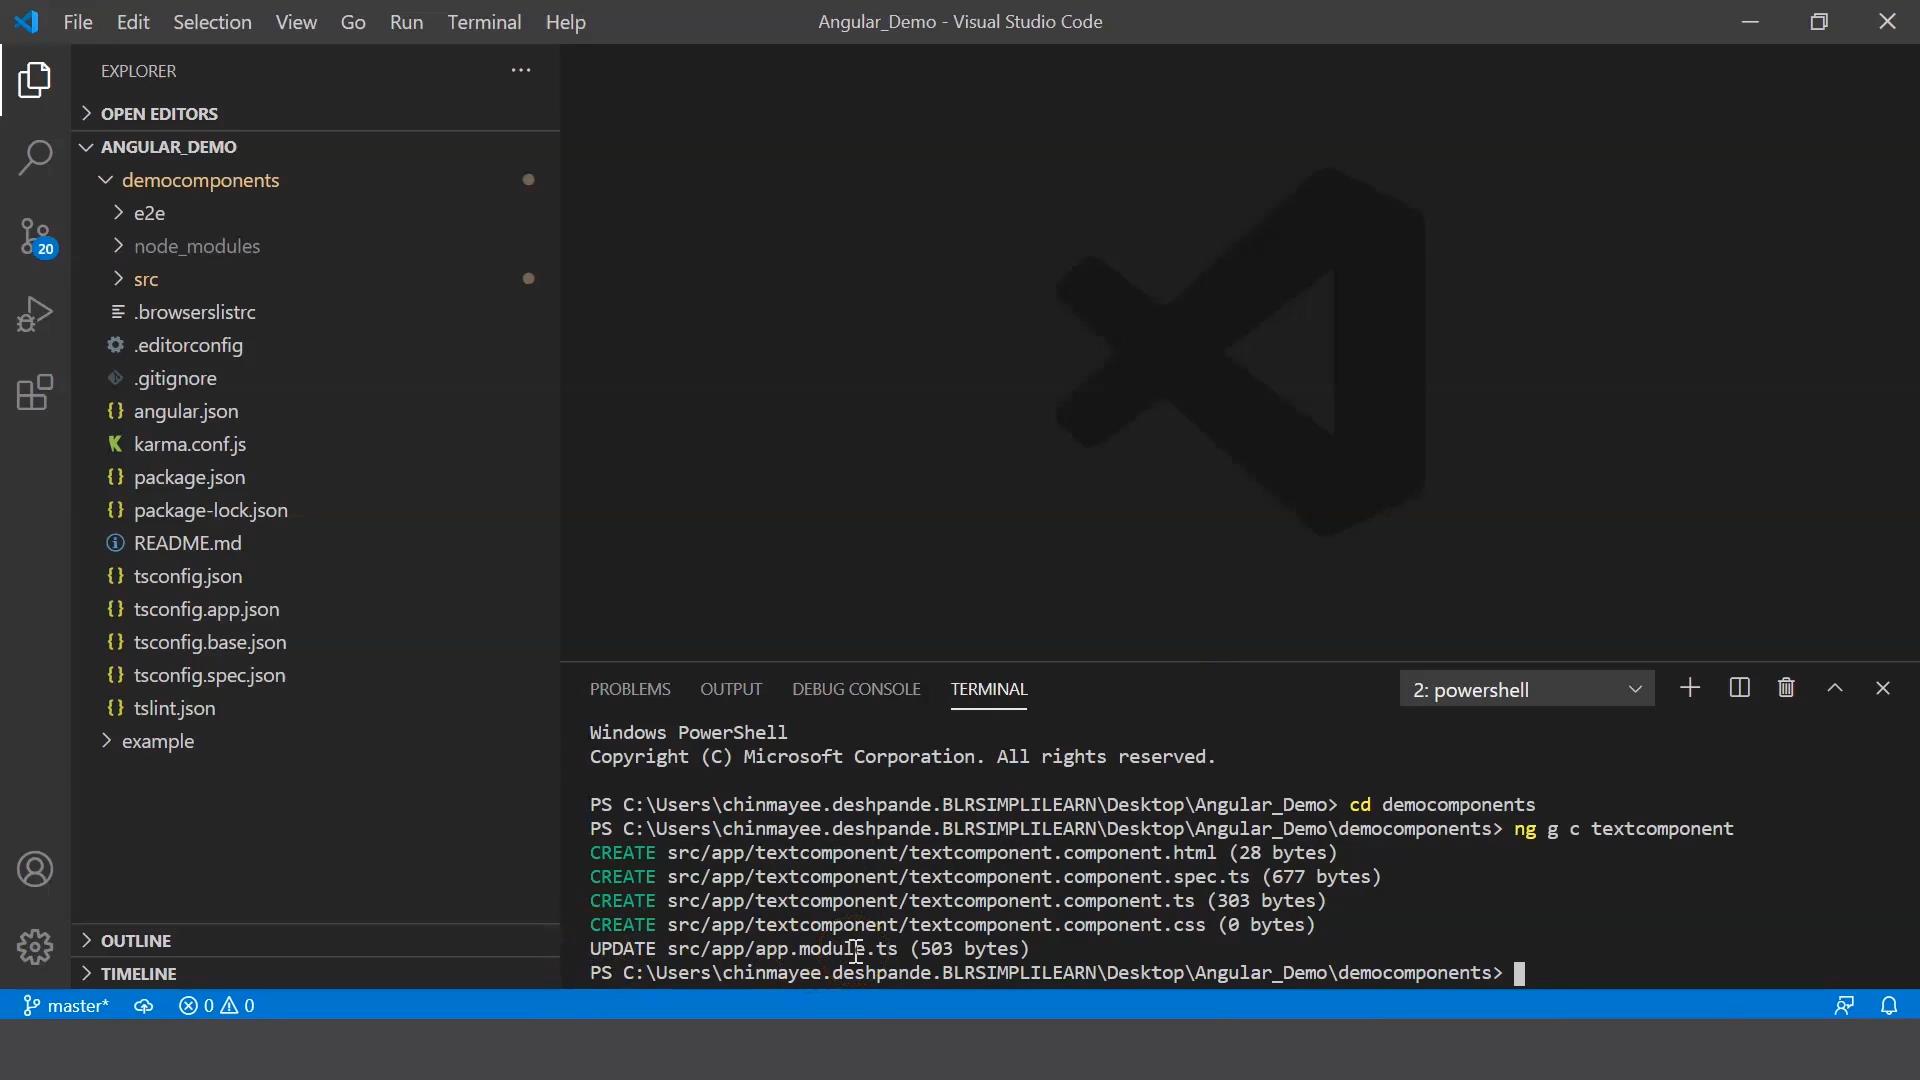 File Edit Selection View Go Run Terminal Help
Angular_Demo - Visual Studio Code
EXPLORER
OPEN EDITORS
ANGULAR_DEMO
democomponents
e2e
node_modules
src
.browserslistrc
.editorconfig
.gitignore
angular.json
karma.conf.js
package.json
package-lock.json
README.md
tsconfig.json
tsconfig.app.json
tsconfig.base.json
tsconfig.spec.json
tslint.json
example
OUTLINE
TIMELINE
20
PROBLEMS OUTPUT DEBUG CONSOLE TERMINAL
2: powershell
Windows PowerShell
Copyright (C) Microsoft Corporation. All rights reserved.
PS C:\Users\chinmayee.deshpande.BLRSIMPLILEARN\Desktop\Angular_Demo> cd democomponents
PS C:\Users\chinmayee.deshpande.BLRSIMPLILEARN\Desktop\Angular_Demo\democomponents> ng g c textcomponent
CREATE src/app/textcomponent/textcomponent.component.html (28 bytes)
CREATE src/app/textcomponent/textcomponent.component.spec.ts (677 bytes)
CREATE src/app/textcomponent/textcomponent.component.ts (303 bytes)
CREATE src/app/textcomponent/textcomponent.component.css (0 bytes)
UPDATE src/app/app.module.ts (503 bytes)
PS C:\Users\chinmayee.deshpande.BLRSIMPLILEARN\Desktop\Angular_Demo\democomponents>
master* 0 0